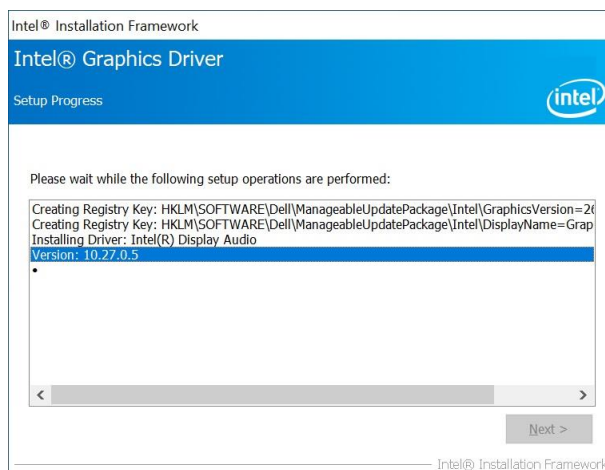 Intel® Installation Framework
Intel® Graphics Driver
Setup Progress
intel
Please wait while the following setup operations are performed:
Creating Registry Key: HKLM\SOFTWARE\Dell\ManageableUpdatePackage\Intel\GraphicsVersion=26
Creating Registry Key: HKLM\SOFTWARE\Dell\ManageableUpdatePackage\Intel\DisplayName=Grap
Installing Driver: Intel(R) Display Audio
Version: 10.27.0.5
•
Next >
Intel® Installation Framework